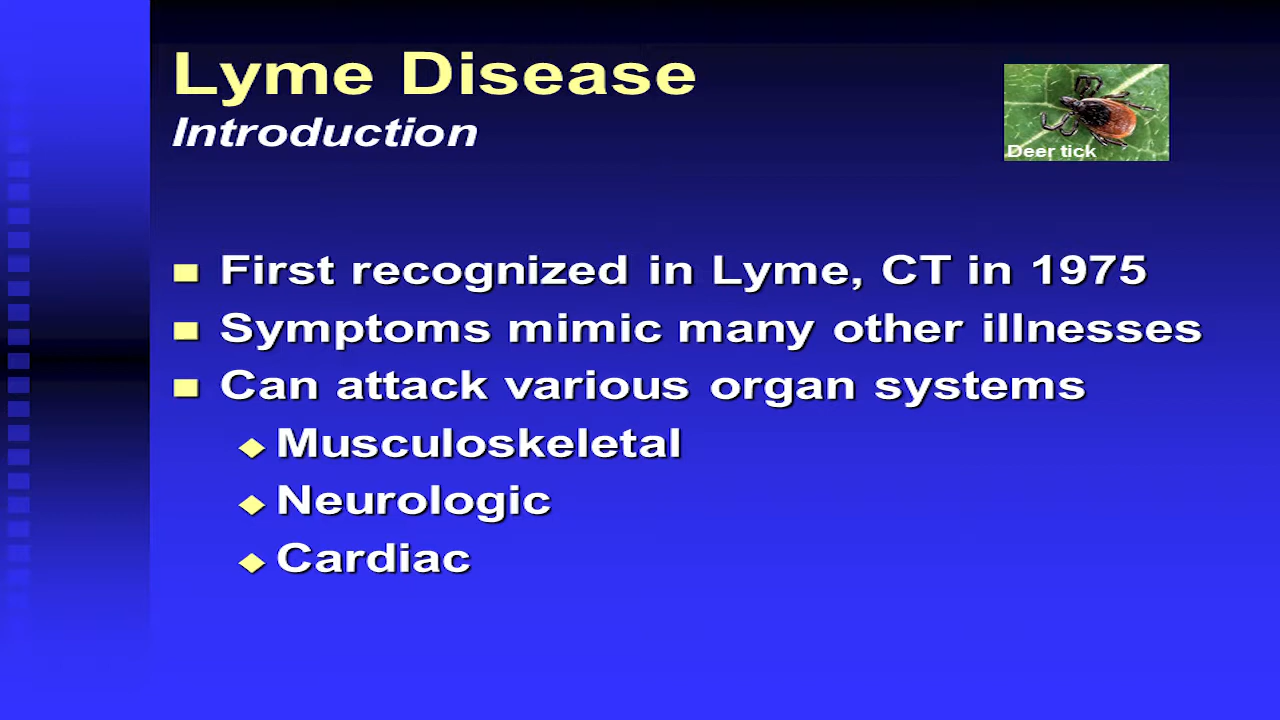 Lyme Disease
Introduction
Deer tick
First recognized in Lyme, CT in 1975
Symptoms mimic many other illnesses
Can attack various organ systems
Musculoskeletal
Neurologic
Cardiac